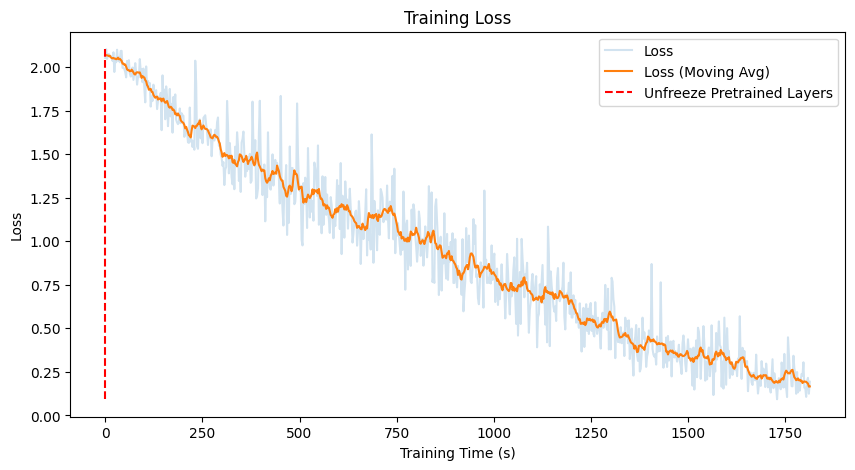 Training Loss
Loss
Loss (Moving Avg)
Unfreeze Pretrained Layers
Loss
2.00
1.75
1.50
1.25
1.00
0.75
0.50
0.25
0.00
0 250 500 750 1000 1250 1500 1750
Training Time (s)